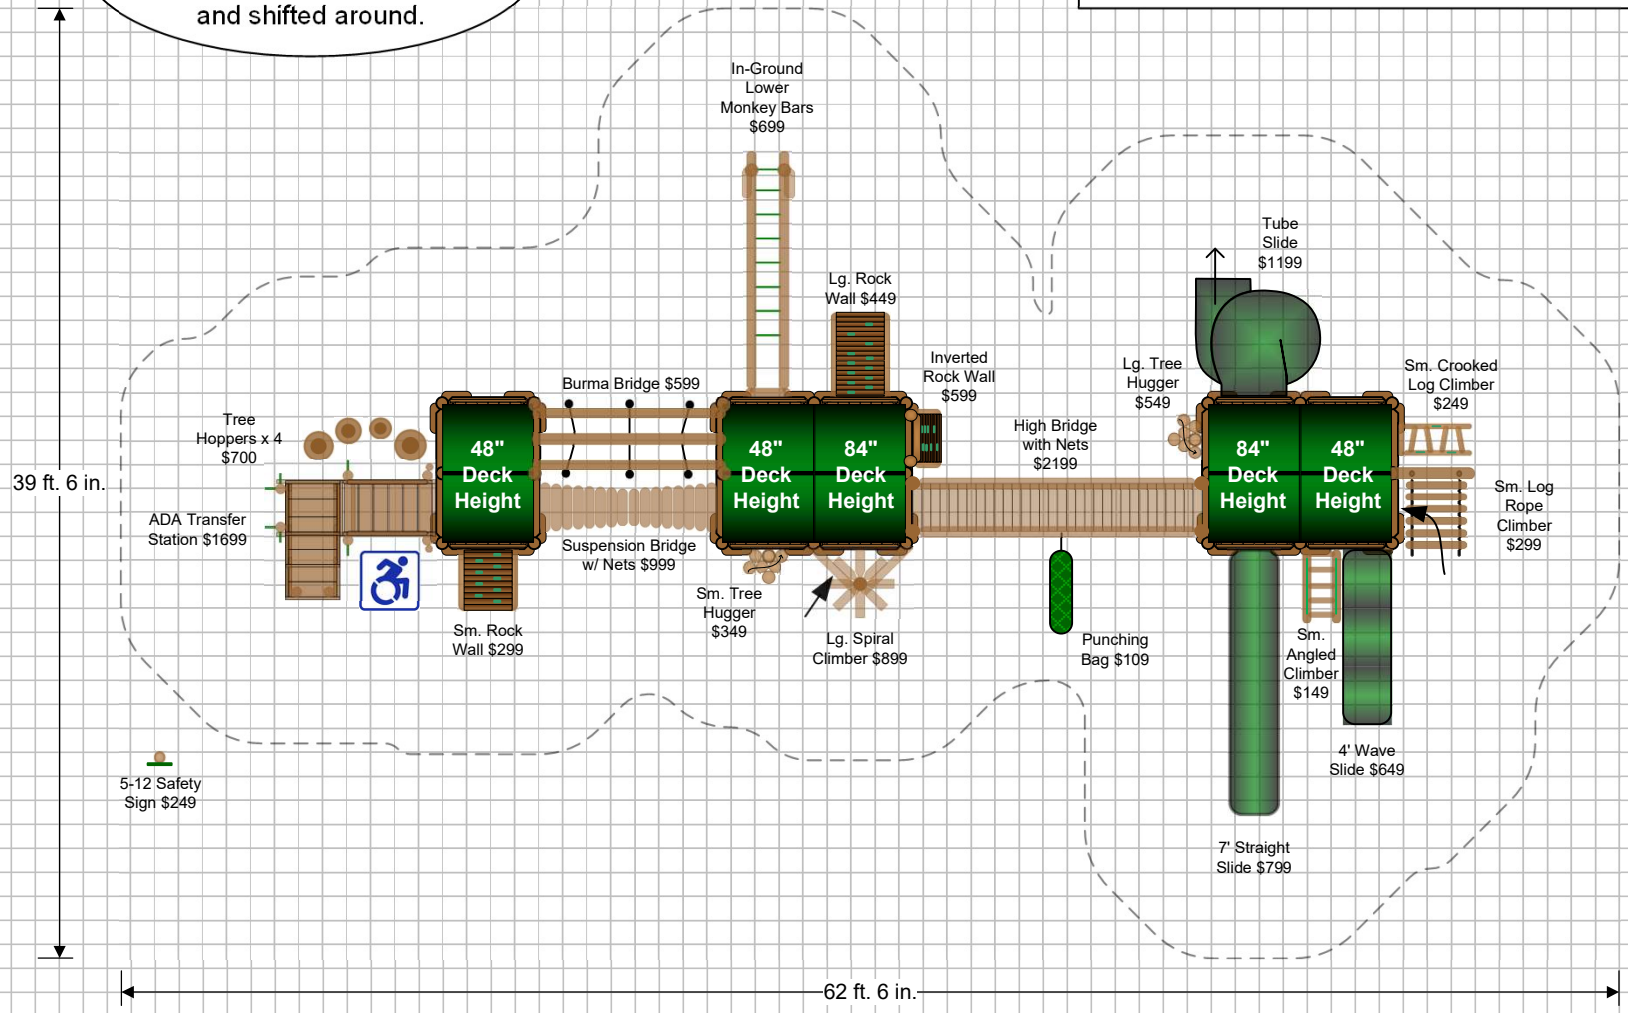 and shifted around.
In-Ground
Lower
Monkey Bars
$699
Tube
Slide
$1199
Lg. Rock
Wall $449
Inverted
Rock Wall
$599
Lg. Tree
Hugger
$549
Sm. Crooked
Log Climber
$249
Burma Bridge $599
Tree
Hoppers x 4
$700
High Bridge
with Nets
$2199
48"
Deck
Height
48"
Deck
Height
84"
Deck
Height
84"
Deck
Height
48"
Deck
Height
39 ft. 6 in.
ADA Transfer
Station $1699
Sm. Log
Rope
Climber
$299
Suspension Bridge
w/ Nets $999
Sm. Tree
Hugger
$349
Sm. Rock
Wall $299
Lg. Spiral
Climber $899
Punching
Bag $109
Sm.
Angled
Climber
$149
4' Wave
Slide $649
5-12 Safety
Sign $249
7' Straight
Slide $799
62 ft. 6 in.